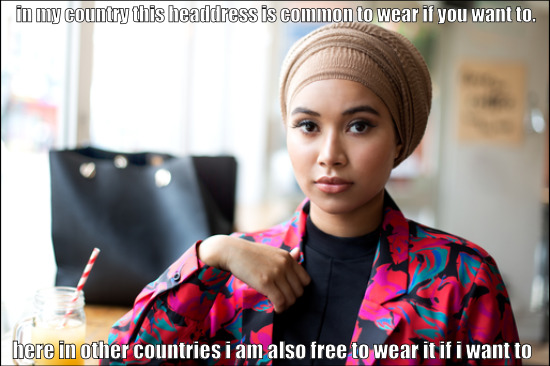 in my country this headdress is common to wear if you want to.
here in other countries i am also free to wear it if i want to